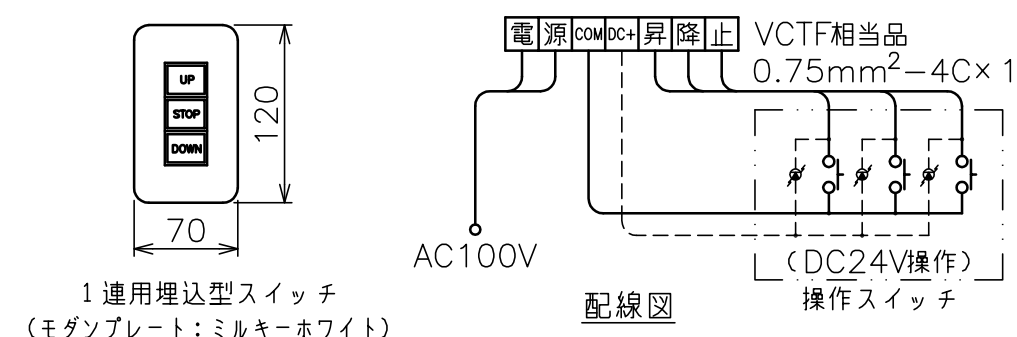 UP
STOP
DOWN
120
70
1連用埋込型スイッチ
(モダンプレート:ミルキーホワイト)
電 源 COM DC+ 昇 降 止
VCTF相当品
0.75mm²-4C×1
AC100V
(DC24V操作)
操作スイッチ
配線図